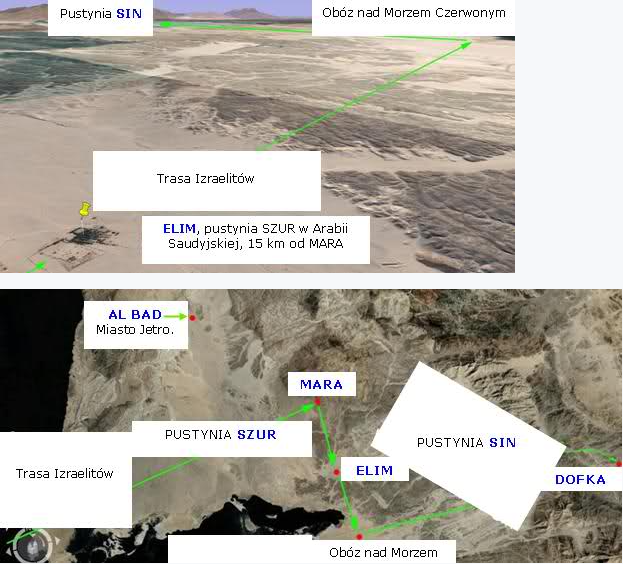 Pustynia SIN
Obóz nad Morzem Czerwonym
Trasa Izraelitów
ELIM, pustynia SZUR w Arabii
Saudyjskiej, 15 km od MARA
AL BAD
Miasto Jetro.
MARA
PUSTYNIA SZUR
PUSTYNIA SIN
Trasa Izraelitów
ELIM
DOFKA
Obóz nad Morzem